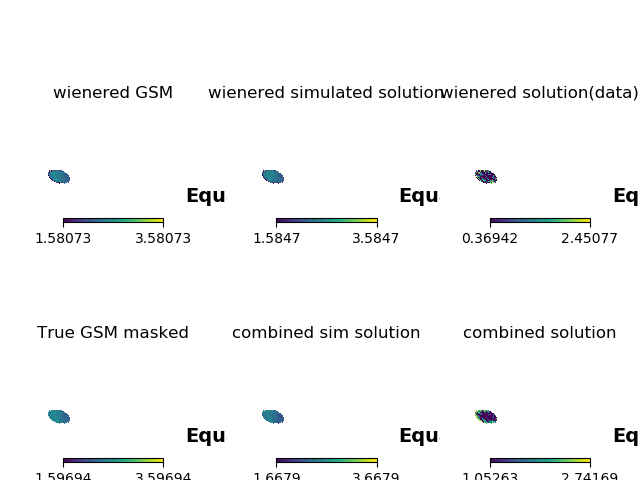 wienered GSM
wienered simulated solution
wienered solution(data)
Equ
Equ
Eq
1.58073 3.58073
1.5847 3.5847
0.36942 2.45077
True GSM masked
combined sim solution
combined solution
Equ
Equ
Eq
1.59694 3.59694
1.6679 3.6679
1.05263 2.74169